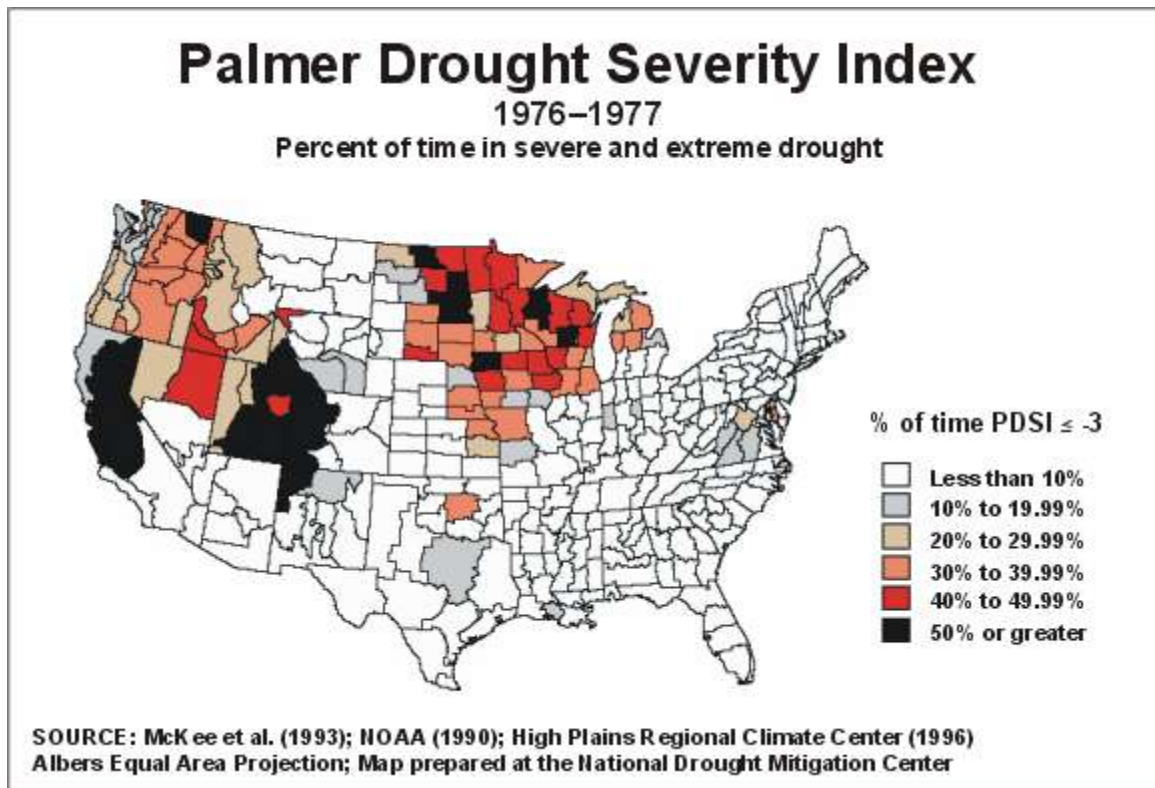 Palmer Drought Severity Index
1976–1977
Percent of time in severe and extreme drought
% of time PDSI ≤ -3
Less than 10%
10% to 19.99%
20% to 29.99%
30% to 39.99%
40% to 49.99%
50% or greater
SOURCE: McKee et al. (1993); NOAA (1990); High Plains Regional Climate Center (1996)
Albers Equal Area Projection; Map prepared at the National Drought Mitigation Center